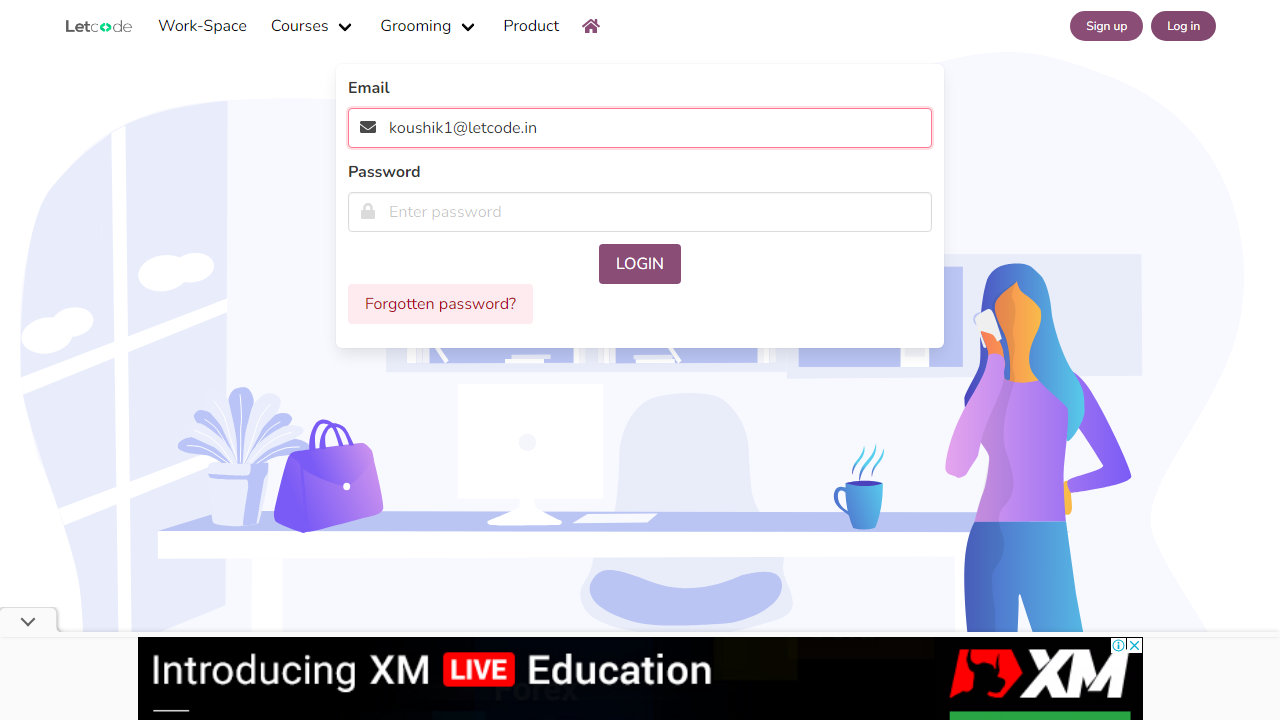 Letcode Work-Space Courses Grooming Product Sign up Log in
Email
koushik1@letcode.in
Password
Enter password
LOGIN
Forgotten password?
Introducing XM LIVE Education
XM
Forex